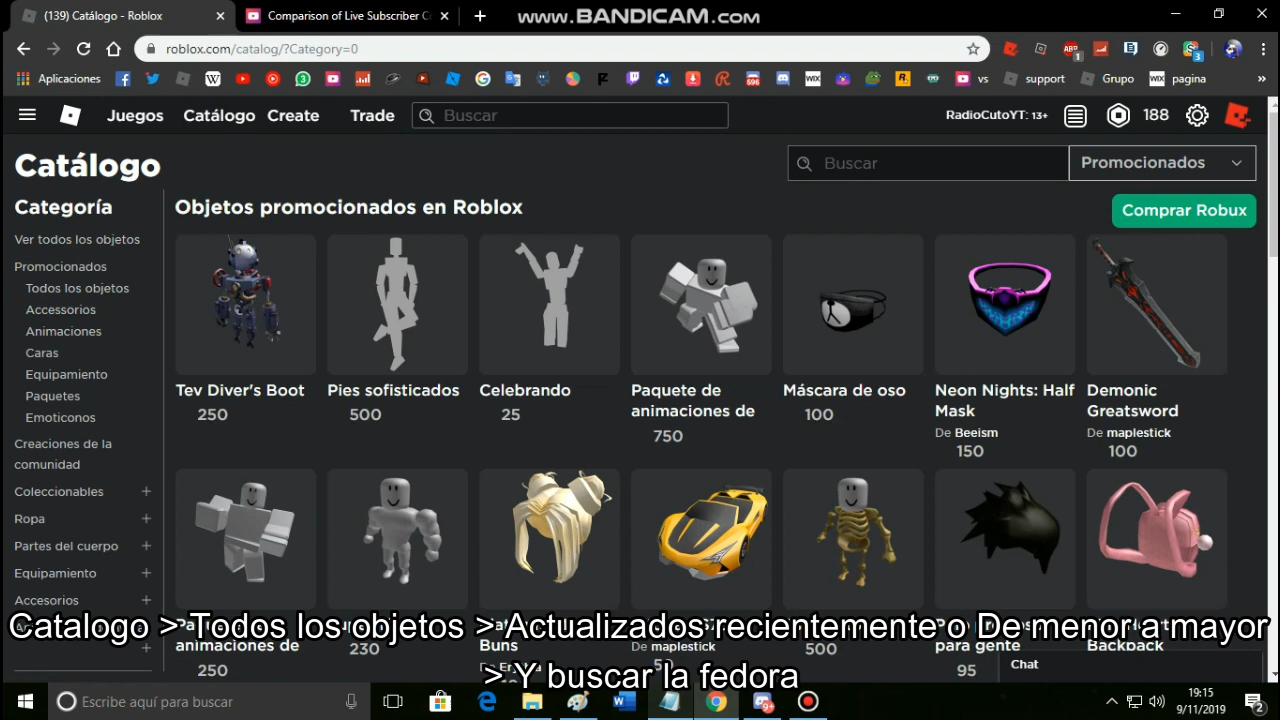 (139) Catálogo - Roblox
Comparison of Live Subscriber C
www.BANDICAM.com
roblox.com/catalog/?Category=0
Aplicaciones
vs
support
Grupo
pagina
Juegos Catálogo Create Trade
Buscar
RadioCutoYT: 13+
188
Catálogo
Buscar
Promocionados
Categoría
Objetos promocionados en Roblox
Comprar Robux
Ver todos los objetos
Promocionados
Todos los objetos
Accessorios
Animaciones
Caras
Equipamiento
Paquetes
Emoticonos
Creaciones de la
comunidad
Coleccionables +
Ropa +
Partes del cuerpo +
Equipamiento +
Accesorios +
Tev Diver's Boot
250
Pies sofisticados
500
Celebrando
25
Paquete de
animaciones de
750
Máscara de oso
100
Neon Nights: Half
Mask
De Beeism
150
Demonic
Greatsword
De maplestick
100
animaciones de
250
230
Buns
De maplestick
500
para gente
95
Backpack
Catalogo > Todos los objetos > Actualizados recientemente o De menor a mayor
> Y buscar la fedora
Chat
Escribe aquí para buscar
19:15
9/11/2019